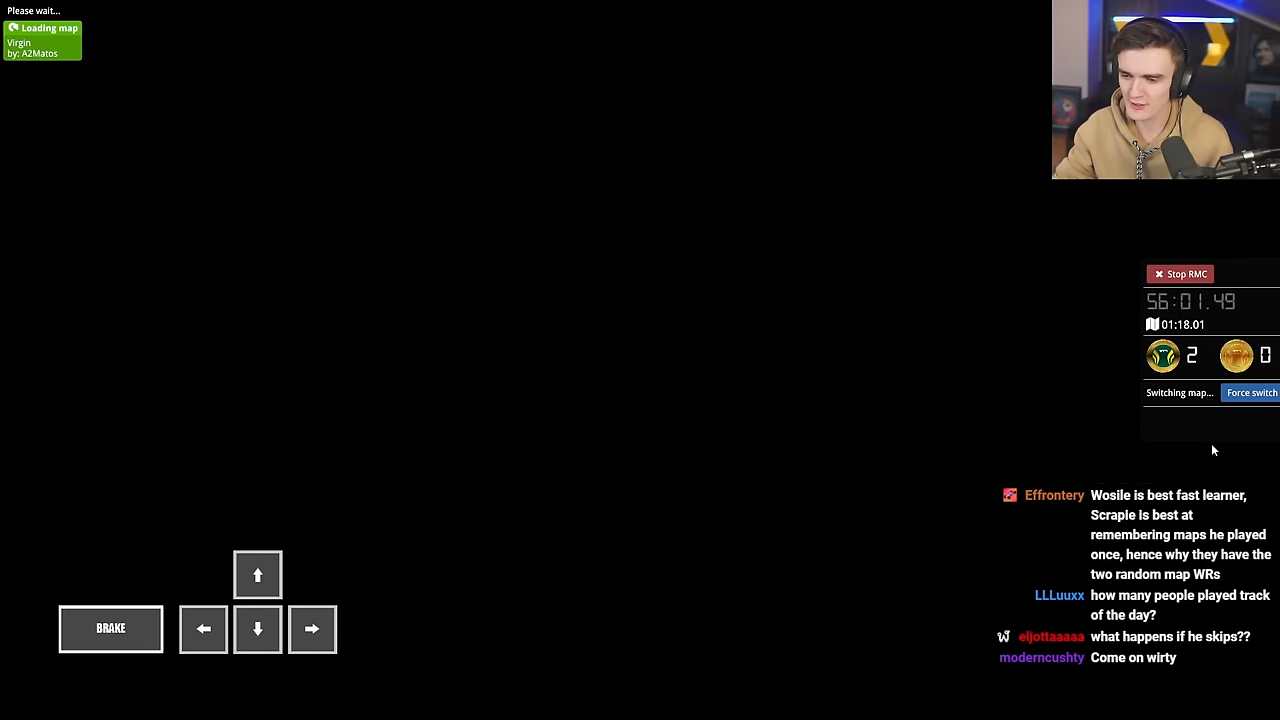 Please wait...
Loading map
Virgin
by: A2Matos
Stop RMC
56:01.49
01:18.01
2 0
Switching map... Force switch
Effrontery Wosile is best fast learner,
Scrapie is best at
remembering maps he played
once, hence why they have the
two random map WRs
LLLuuxx how many people played track
of the day?
eljottaaaaa what happens if he skips??
moderncushty Come on wirty
BRAKE